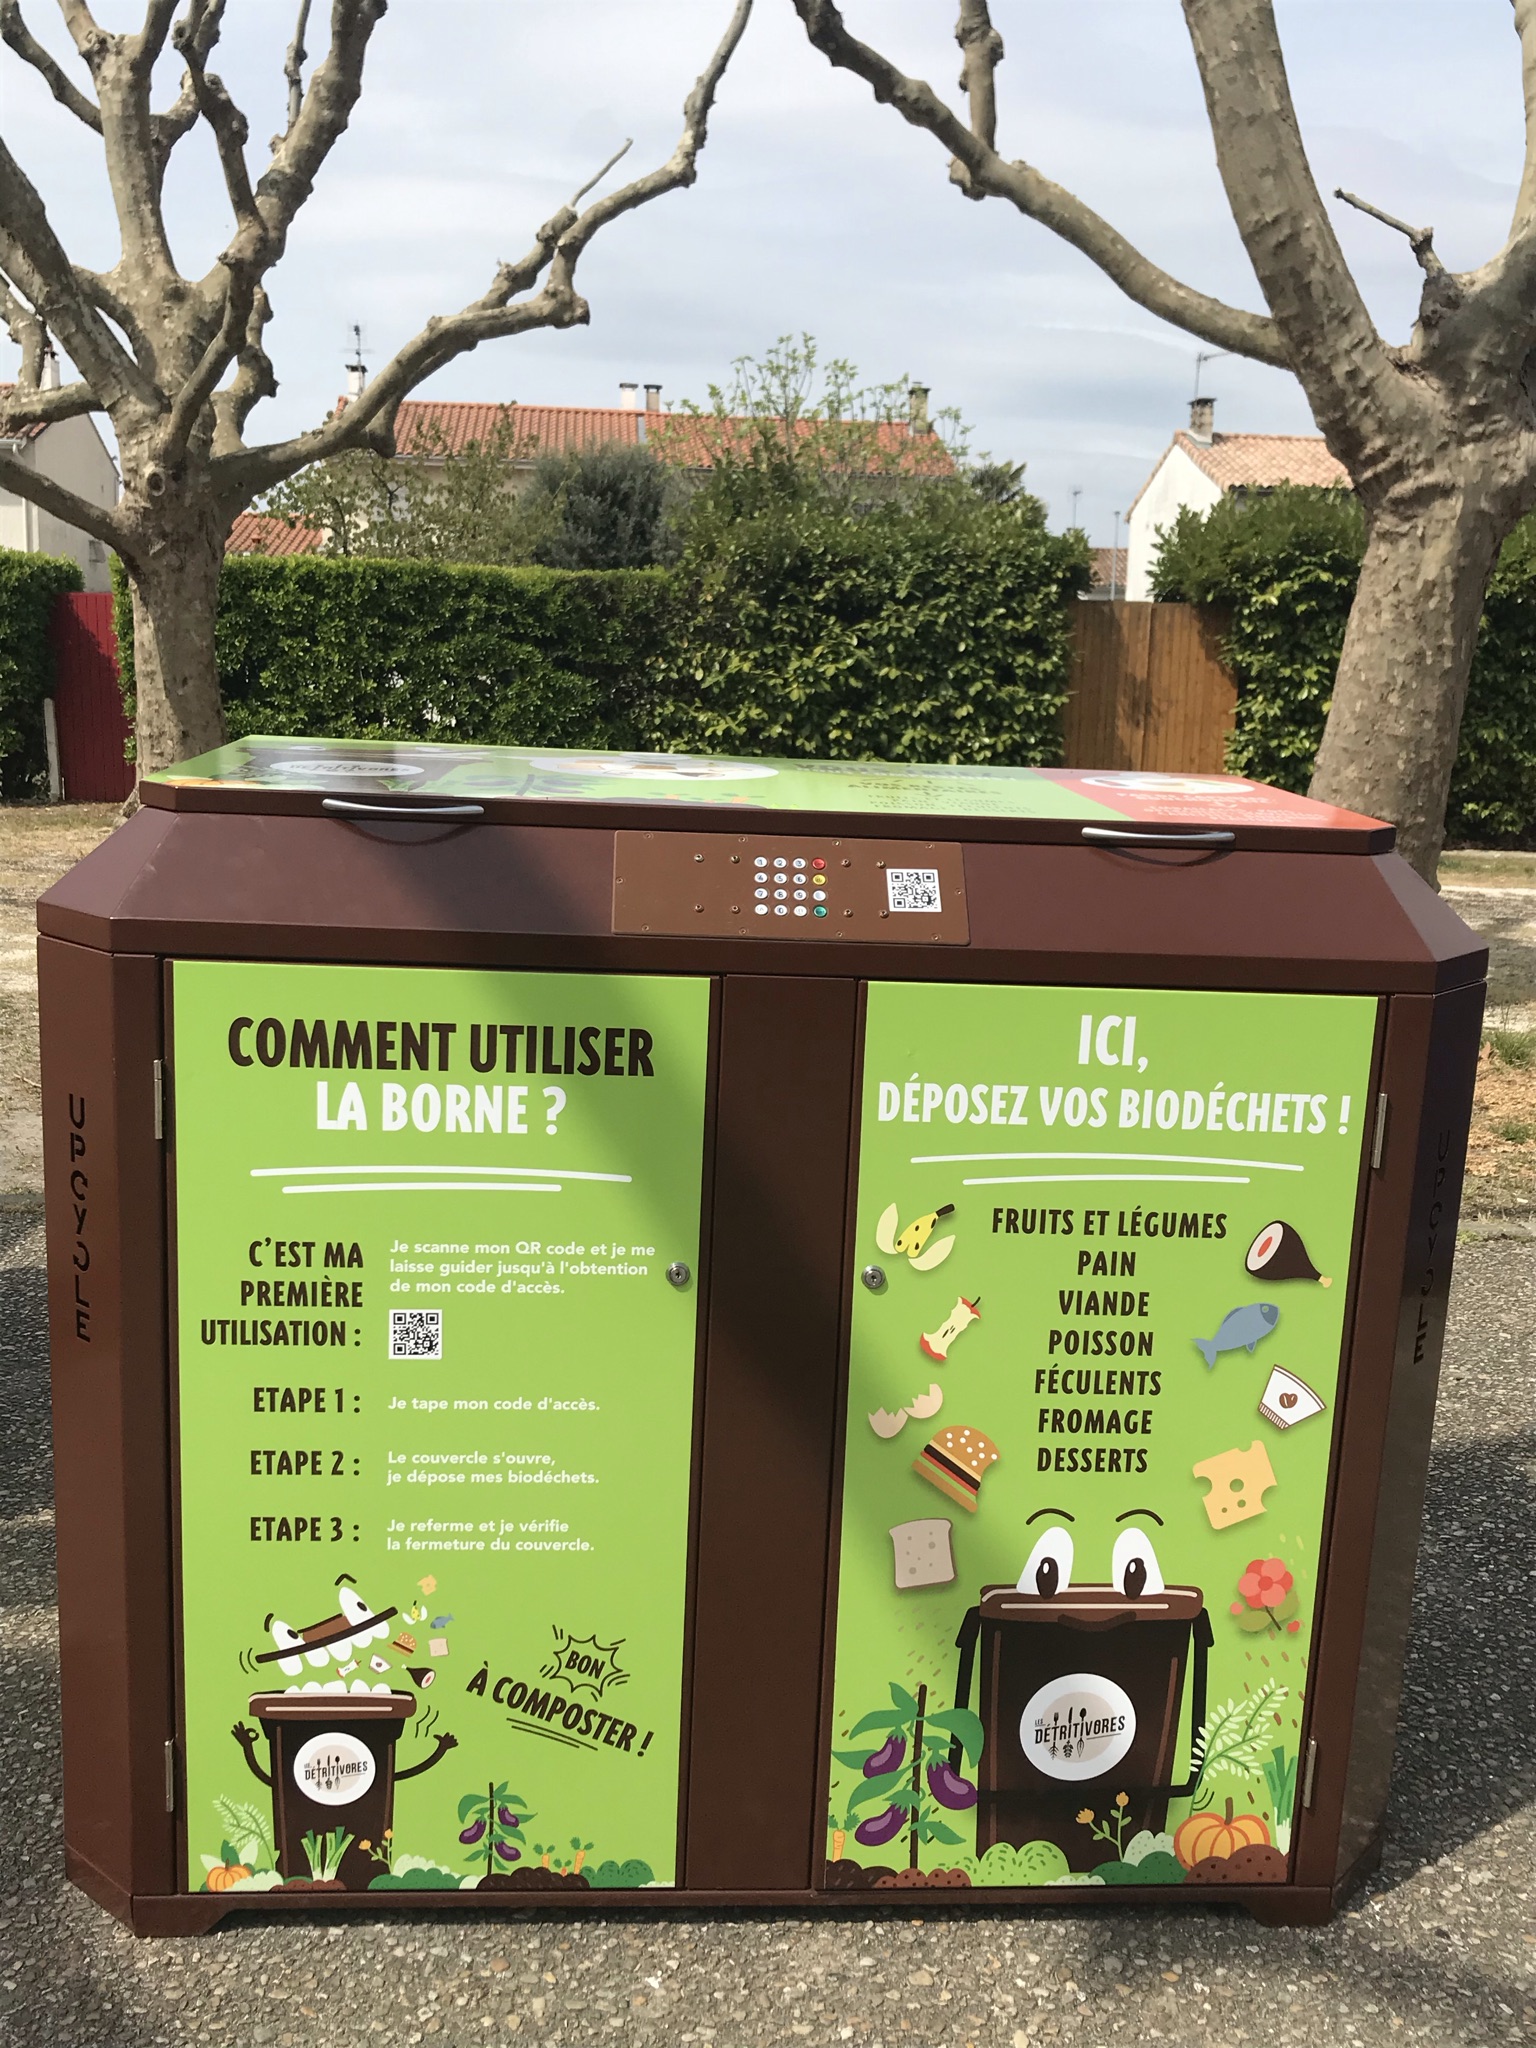 COMMENT UTILISER
LA BORNE ?
C'EST MA
PREMIÈRE
UTILISATION :
Je scanne mon QR code et je me
laisse guider jusqu'à l'obtention
de mon code d'accès.
ETAPE 1 :
Je tape mon code d'accès.
ETAPE 2 :
Le couvercle s'ouvre,
je dépose mes biodéchets.
ETAPE 3 :
Je referme et je vérifie
la fermeture du couvercle.
BON
À COMPOSTER !
LES
DÉTRITIVORES
ICI,
DÉPOSEZ VOS BIODÉCHETS !
FRUITS ET LÉGUMES
PAIN
VIANDE
POISSON
FÉCULENTS
FROMAGE
DESSERTS
LES
DÉTRITIVORES
UPCYCLE
UPCYCLE